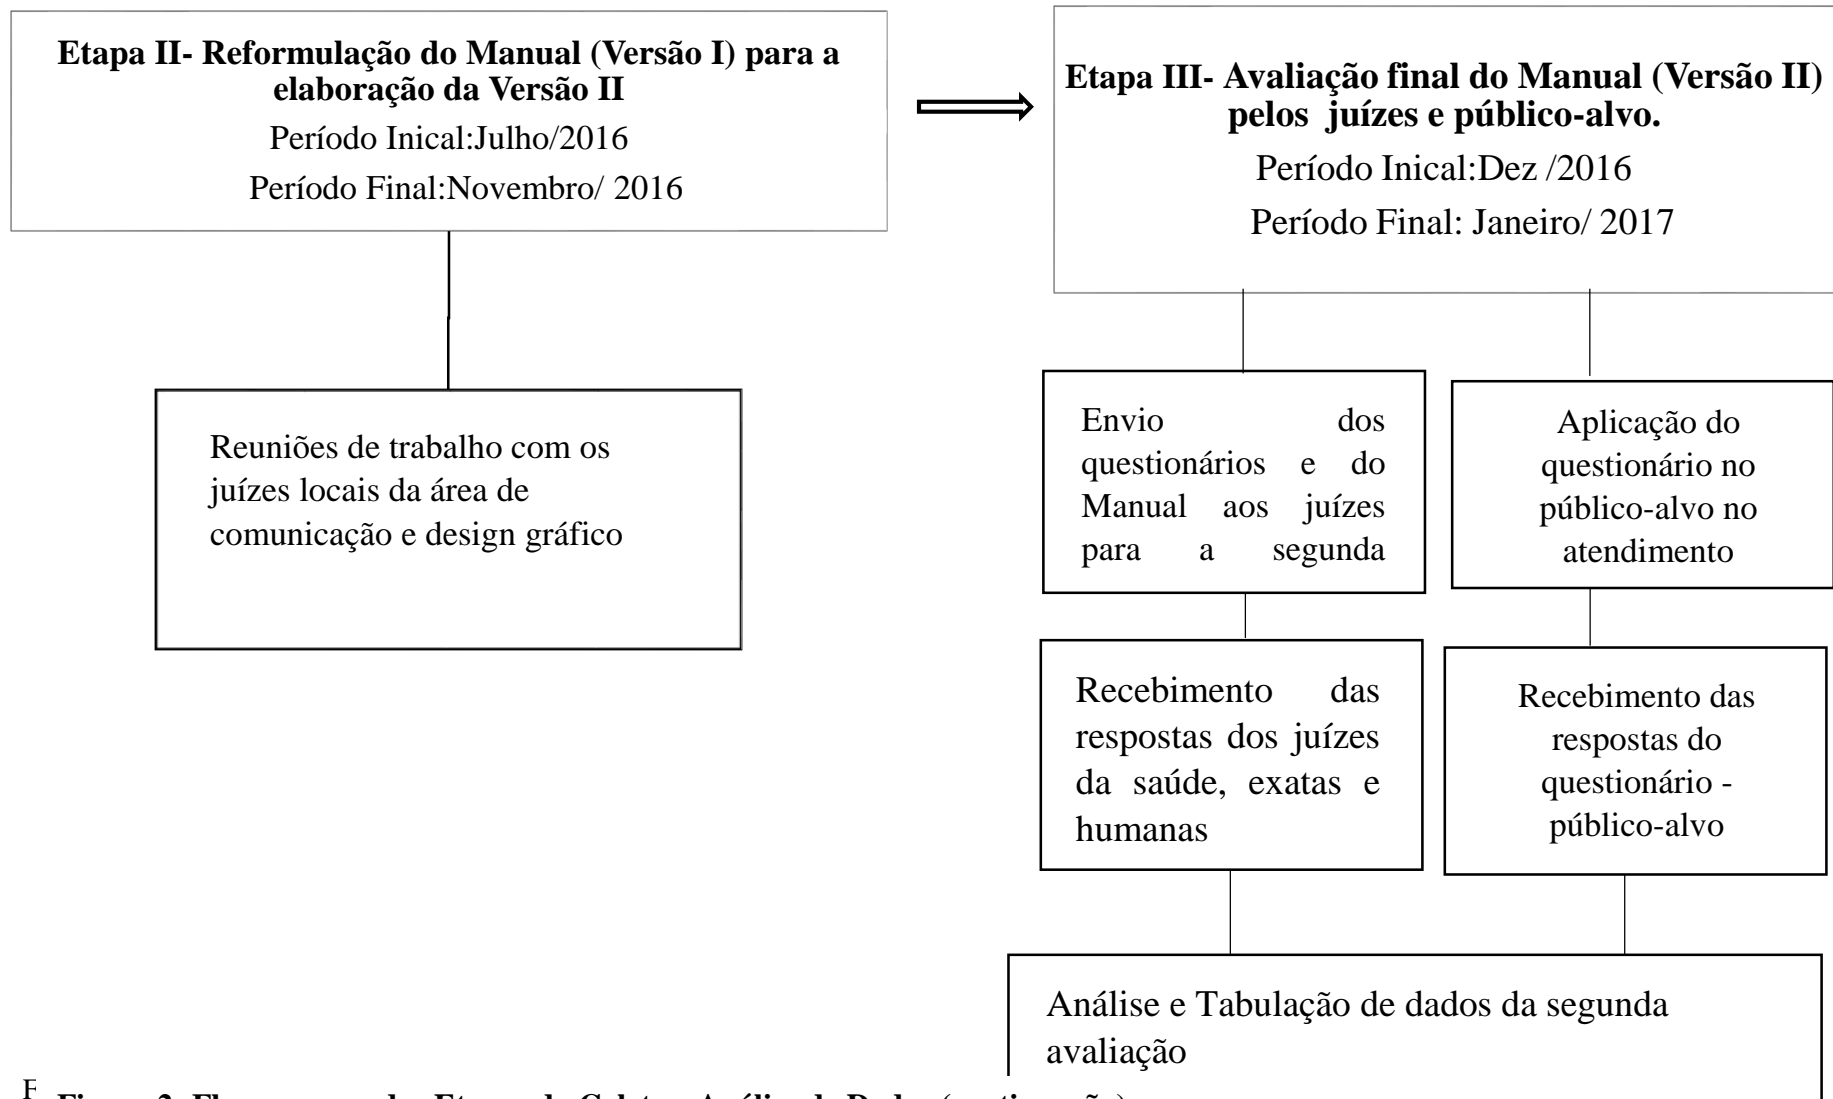 Etapa II- Reformulação do Manual (Versão I) para a
elaboração da Versão II
Período Inical:Julho/2016
Período Final:Novembro/ 2016
Etapa III- Avaliação final do Manual (Versão II)
pelos juízes e público-alvo.
Período Inical:Dez /2016
Período Final: Janeiro/ 2017
Reuniões de trabalho com os
juízes locais da área de
comunicação e design gráfico
Envio dos
questionários e do
Manual aos juízes
para a segunda
Aplicação do
questionário no
público-alvo no
atendimento
Recebimento das
respostas dos juízes
da saúde, exatas e
humanas
Recebimento das
respostas do
questionário -
público-alvo
Análise e Tabulação de dados da segunda
avaliação
F